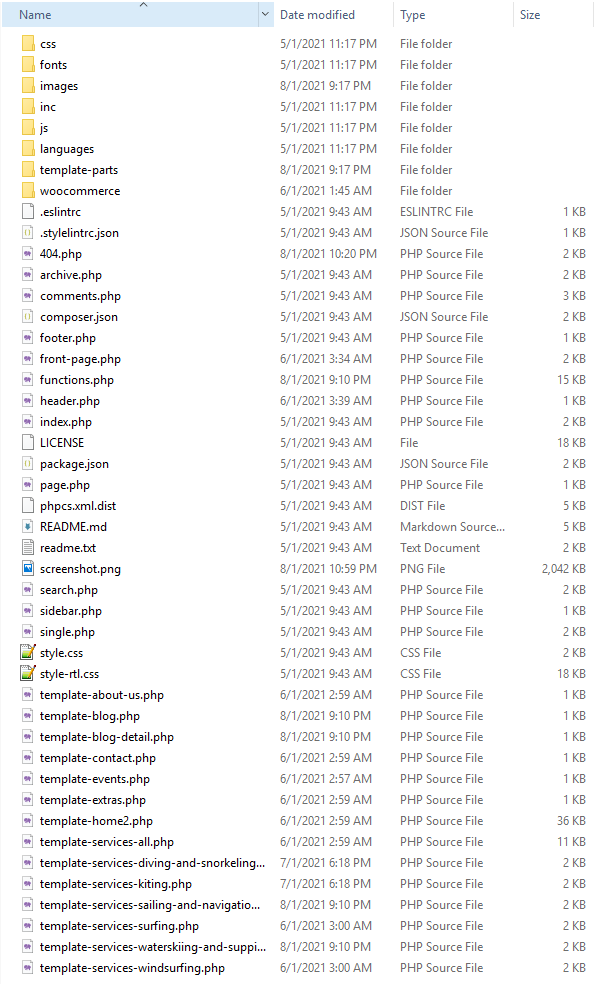 Name Date modified Type Size
css 5/1/2021 11:17 PM File folder
fonts 5/1/2021 11:17 PM File folder
images 8/1/2021 9:17 PM File folder
inc 5/1/2021 11:17 PM File folder
js 5/1/2021 11:17 PM File folder
languages 5/1/2021 11:17 PM File folder
template-parts 8/1/2021 9:17 PM File folder
woocommerce 6/1/2021 1:45 AM File folder
.eslintrc 5/1/2021 9:43 AM ESLINTRC File 1 KB
.stylelintrc.json 5/1/2021 9:43 AM JSON Source File 1 KB
404.php 8/1/2021 10:20 PM PHP Source File 2 KB
archive.php 5/1/2021 9:43 AM PHP Source File 2 KB
comments.php 5/1/2021 9:43 AM PHP Source File 3 KB
composer.json 5/1/2021 9:43 AM JSON Source File 2 KB
footer.php 5/1/2021 9:43 AM PHP Source File 1 KB
front-page.php 6/1/2021 3:34 AM PHP Source File 2 KB
functions.php 8/1/2021 9:10 PM PHP Source File 15 KB
header.php 6/1/2021 3:39 AM PHP Source File 1 KB
index.php 5/1/2021 9:43 AM PHP Source File 2 KB
LICENSE 5/1/2021 9:43 AM File 18 KB
package.json 5/1/2021 9:43 AM JSON Source File 2 KB
page.php 5/1/2021 9:43 AM PHP Source File 1 KB
phpcs.xml.dist 5/1/2021 9:43 AM DIST File 5 KB
README.md 5/1/2021 9:43 AM Markdown Source... 5 KB
readme.txt 5/1/2021 9:43 AM Text Document 2 KB
screenshot.png 8/1/2021 10:59 PM PNG File 2,042 KB
search.php 5/1/2021 9:43 AM PHP Source File 2 KB
sidebar.php 5/1/2021 9:43 AM PHP Source File 1 KB
single.php 5/1/2021 9:43 AM PHP Source File 2 KB
style.css 5/1/2021 9:43 AM CSS File 2 KB
style-rtl.css 5/1/2021 9:43 AM CSS File 18 KB
template-about-us.php 6/1/2021 2:59 AM PHP Source File 1 KB
template-blog.php 8/1/2021 9:10 PM PHP Source File 1 KB
template-blog-detail.php 8/1/2021 9:10 PM PHP Source File 1 KB
template-contact.php 6/1/2021 2:59 AM PHP Source File 1 KB
template-events.php 6/1/2021 2:57 AM PHP Source File 1 KB
template-extras.php 6/1/2021 2:59 AM PHP Source File 1 KB
template-home2.php 6/1/2021 2:59 AM PHP Source File 36 KB
template-services-all.php 6/1/2021 2:59 AM PHP Source File 11 KB
template-services-diving-and-snorkeling... 7/1/2021 6:18 PM PHP Source File 2 KB
template-services-kiting.php 7/1/2021 6:18 PM PHP Source File 2 KB
template-services-sailing-and-navigatio... 8/1/2021 9:10 PM PHP Source File 2 KB
template-services-surfing.php 6/1/2021 3:00 AM PHP Source File 2 KB
template-services-waterskiing-and-suppi... 8/1/2021 9:10 PM PHP Source File 2 KB
template-services-windsurfing.php 6/1/2021 3:00 AM PHP Source File 2 KB